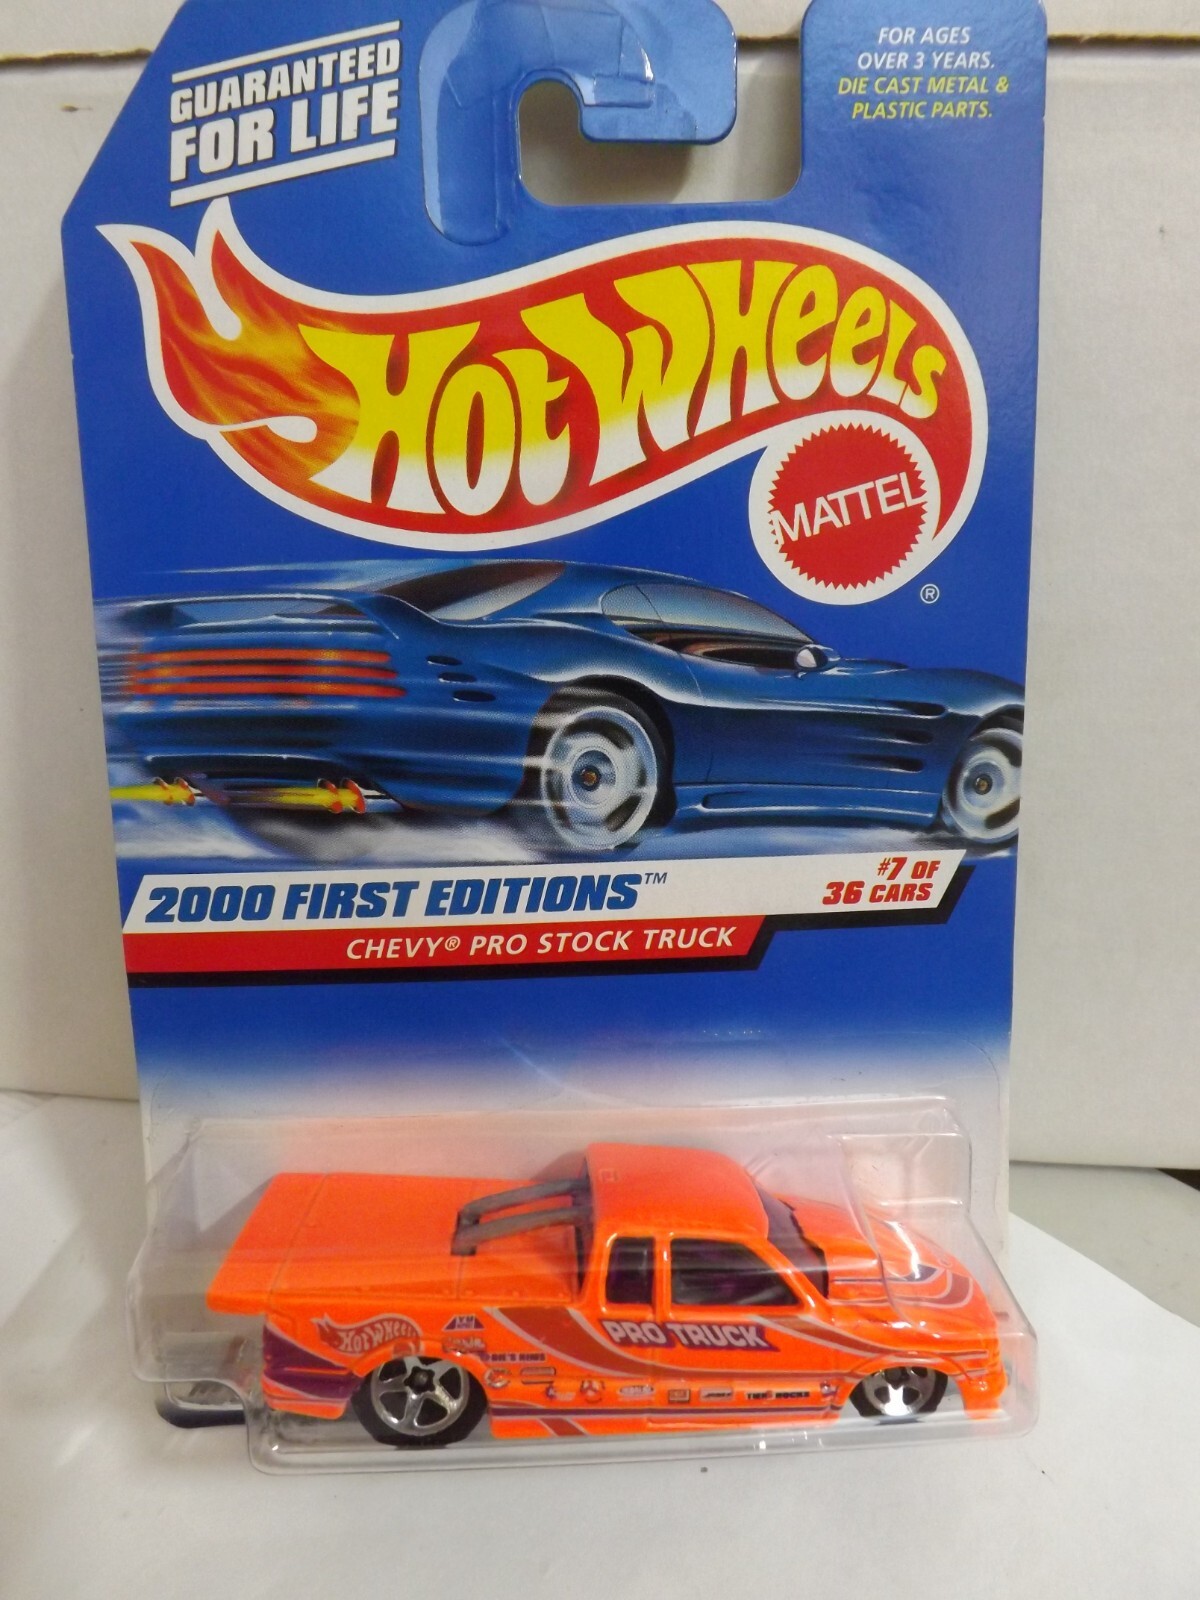 GUARANTEED
FOR LIFE
FOR AGES
OVER 3 YEARS.
DIE CAST METAL &
PLASTIC PARTS.
HOT WHEELS
MATTEL
®
2000 FIRST EDITIONS™
#7 OF
36 CARS
CHEVY® PRO STOCK TRUCK
HOT WHEELS
PRO TRUCK